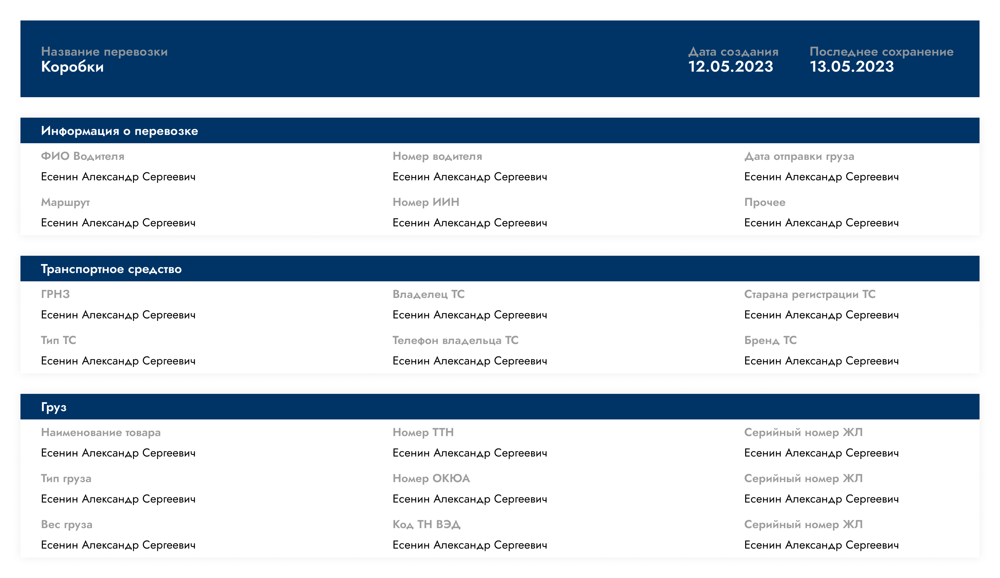 Название перевозки
Коробки
Дата создания
12.05.2023
Последнее сохранение
13.05.2023
Информация о перевозке
ФИО Водителя Номер водителя Дата отправки груза
Есенин Александр Сергеевич Есенин Александр Сергеевич Есенин Александр Сергеевич
Маршрут Номер ИИН Прочее
Есенин Александр Сергеевич Есенин Александр Сергеевич Есенин Александр Сергеевич
Транспортное средство
ГРНЗ Владелец ТС Старана регистрации ТС
Есенин Александр Сергеевич Есенин Александр Сергеевич Есенин Александр Сергеевич
Тип ТС Телефон владельца ТС Бренд ТС
Есенин Александр Сергеевич Есенин Александр Сергеевич Есенин Александр Сергеевич
Груз
Наименование товара Номер ТТН Серийный номер ЖЛ
Есенин Александр Сергеевич Есенин Александр Сергеевич Есенин Александр Сергеевич
Тип груза Номер ОКЮА Серийный номер ЖЛ
Есенин Александр Сергеевич Есенин Александр Сергеевич Есенин Александр Сергеевич
Вес груза Код ТН ВЭД Серийный номер ЖЛ
Есенин Александр Сергеевич Есенин Александр Сергеевич Есенин Александр Сергеевич